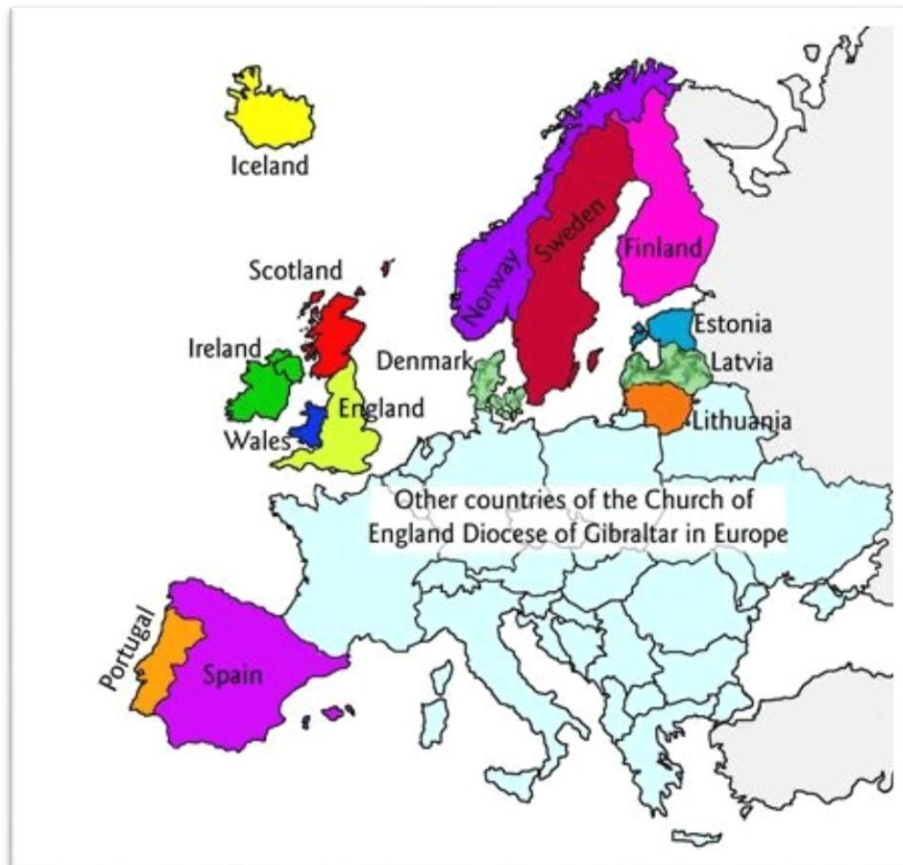 Iceland
Scotland
Norway
Sweden
Finland
Ireland
Denmark
Estonia
Latvia
England
Wales
Lithuania
Other countries of the Church of
England Diocese of Gibraltar in Europe
Portugal
Spain